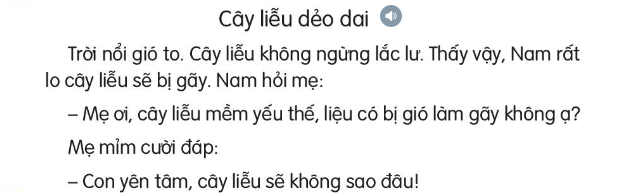 Cây liễu dẻo dai
Trời nổi gió to. Cây liễu không ngừng lắc lư. Thấy vậy, Nam rất
lo cây liễu sẽ bị gãy. Nam hỏi mẹ:
– Mẹ ơi, cây liễu mềm yếu thế, liệu có bị gió làm gãy không ạ?
Mẹ mỉm cười đáp:
– Con yên tâm, cây liễu sẽ không sao đâu!